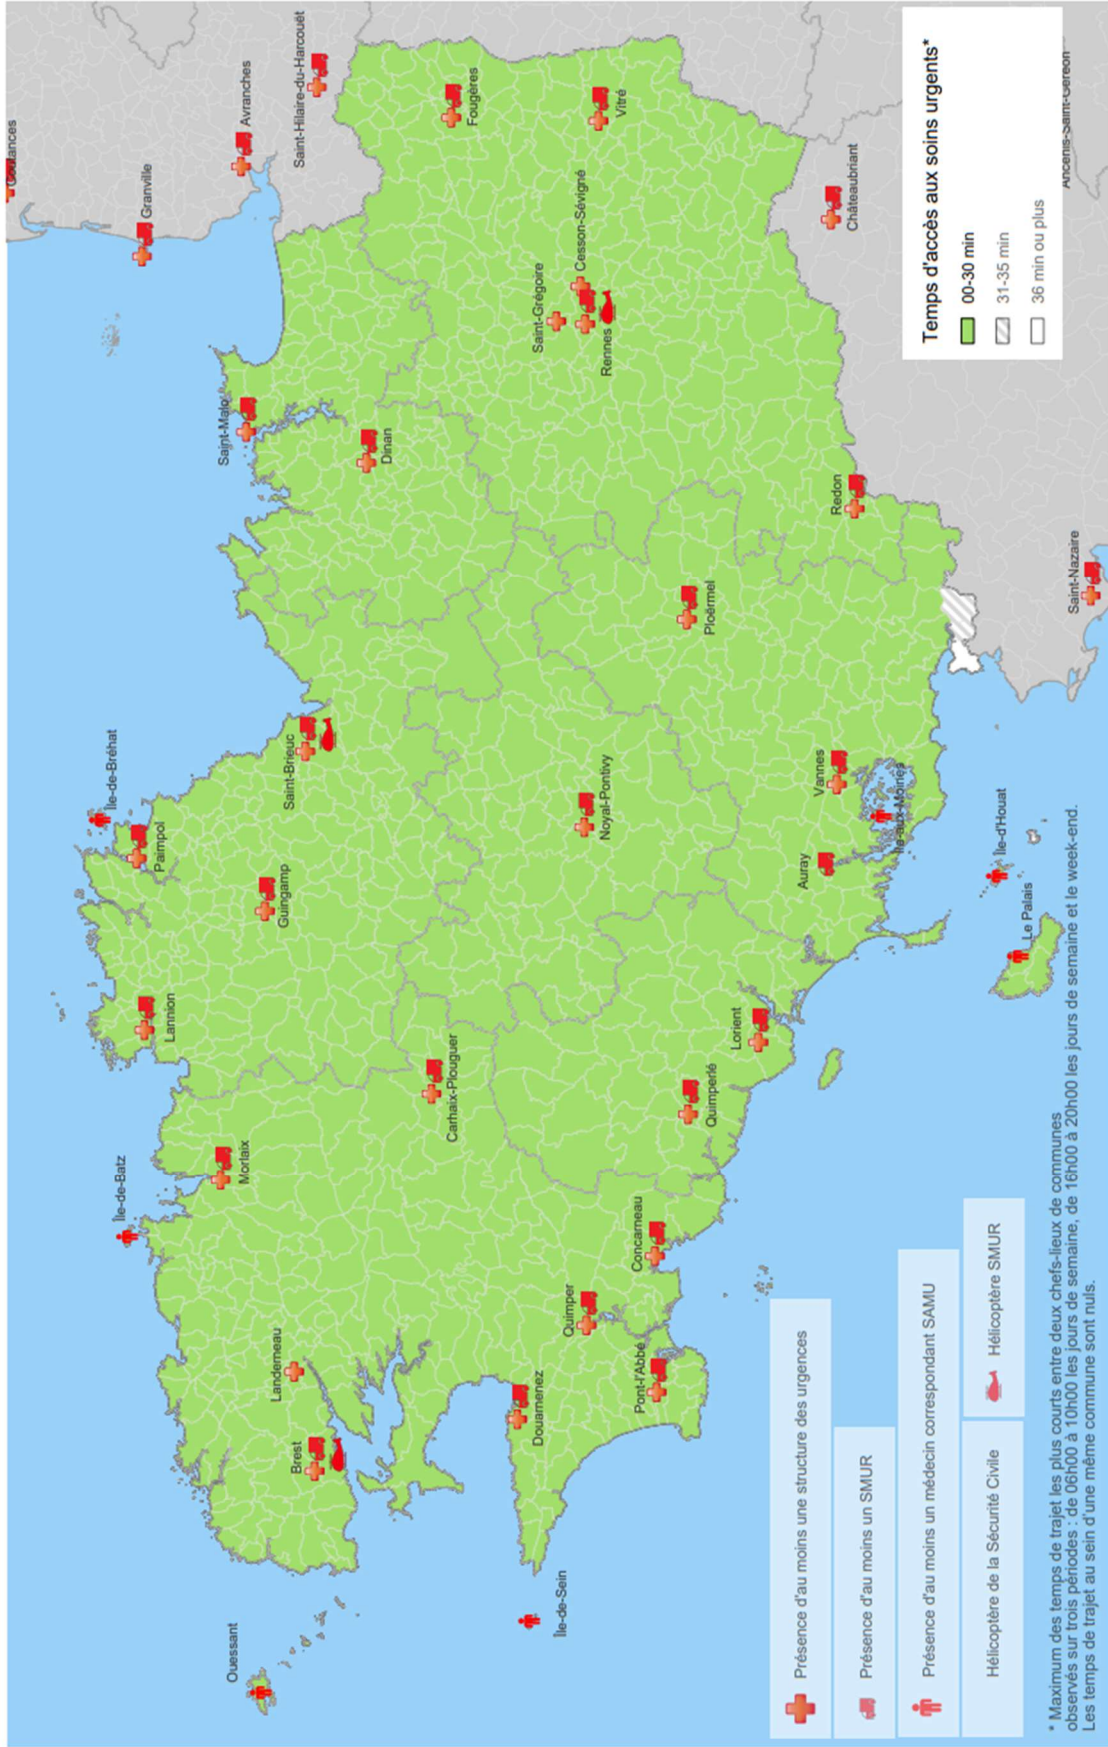 Ouessant
Île-de-Sein
Brest
Landerneau
Île-de-Batz
Morlaix
Lannion
Paimpol
Île-de-Bréhat
Guingamp
Saint-Brieuc
Saint-Malo
Dinan
Granville
Coutances
Avranches
Saint-Hilaire-du-Harcouët
Fougères
Vitré
Cesson-Sévigné
Saint-Grégoire
Rennes
Châteaubriant
Ancenis-Saint-Géréon
Redon
Saint-Nazaire
Ploërmel
Noyal-Pontivy
Vannes
Île-aux-Moines
Auray
Île-d'Houat
Le Palais
Lorient
Quimperlé
Carhaix-Plouguer
Concarneau
Quimper
Pont-l'Abbé
Douarnenez
Temps d'accès aux soins urgents*
00-30 min
31-35 min
36 min ou plus
Présence d'au moins une structure des urgences
Présence d'au moins un SMUR
Présence d'au moins un médecin correspondant SAMU
Hélicoptère de la Sécurité Civile
Hélicoptère SMUR
* Maximum des temps de trajet les plus courts entre deux chefs-lieux de communes
observés sur trois périodes : de 06h00 à 10h00 les jours de semaine, de 16h00 à 20h00 les jours de semaine et le week-end.
Les temps de trajet au sein d'une même commune sont nuls.